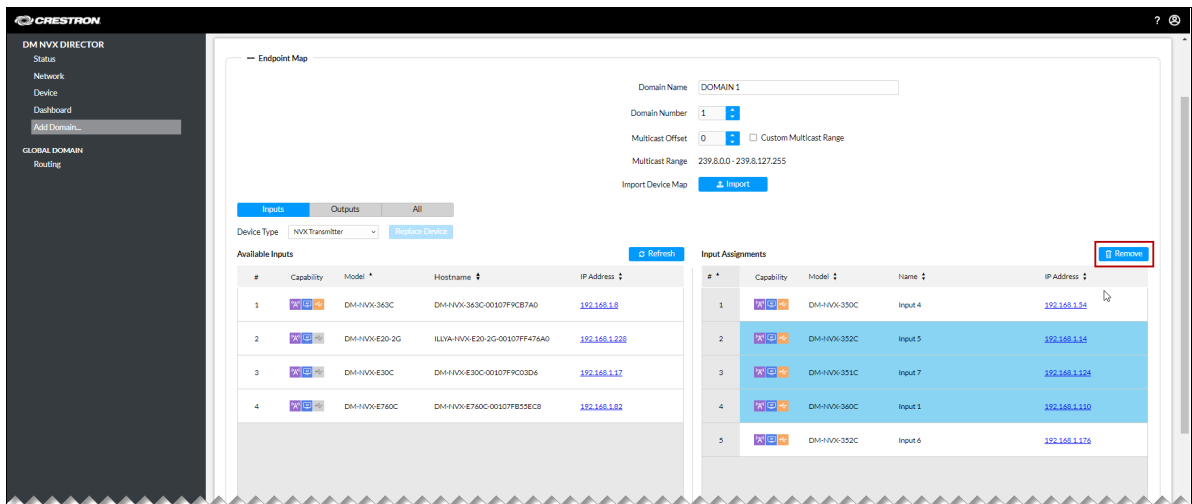 CRESTRON
?
DM NVX DIRECTOR
Status
Network
Device
Dashboard
Add Domain...
GLOBAL DOMAIN
Routing
Endpoint Map
Domain Name DOMAIN 1
Domain Number 1
Multicast Offset 0 Custom Multicast Range
Multicast Range 239.8.0.0 - 239.8.127.255
Import Device Map Import
Inputs Outputs All
Device Type NVX Transmitter Replace Device
Available Inputs Refresh
# Capability Model Hostname IP Address
1 DM-NVX-363C DM-NVX-363C-00107F9CB7A0 192.168.1.8
2 DM-NVX-E20-2G ILLYA-NVX-E20-2G-00107FF476A0 192.168.1.228
3 DM-NVX-E30C DM-NVX-E30C-00107F9C03D6 192.168.1.17
4 DM-NVX-E760C DM-NVX-E760C-00107FB55EC8 192.168.1.82
Input Assignments Remove
# Capability Model Name IP Address
1 DM-NVX-350C Input 4 192.168.1.54
2 DM-NVX-352C Input 5 192.168.1.14
3 DM-NVX-351C Input 7 192.168.1.124
4 DM-NVX-360C Input 1 192.168.1.110
5 DM-NVX-352C Input 6 192.168.1.176